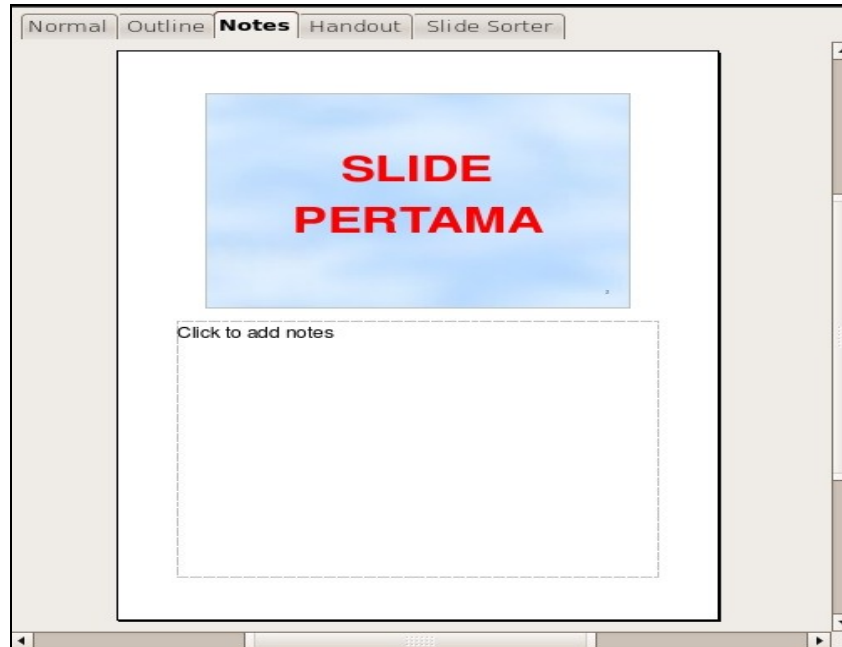 Normal Outline Notes Handout Slide Sorter
SLIDE
PERTAMA
Click to add notes